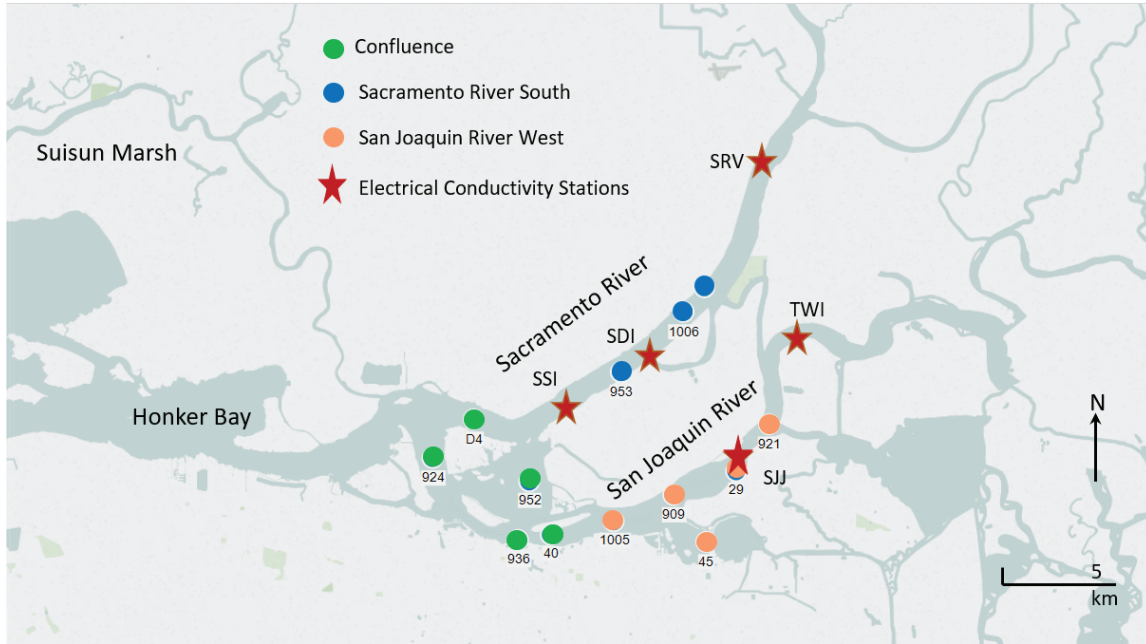 Confluence
Sacramento River South
San Joaquin River West
Electrical Conductivity Stations
Suisun Marsh
SRV
Sacramento River
TWI
1006
SDI
953
SSI
Honker Bay
D4
San Joaquin River
921
N
924
952
SJJ
29
909
1005
936
40
45
5
km